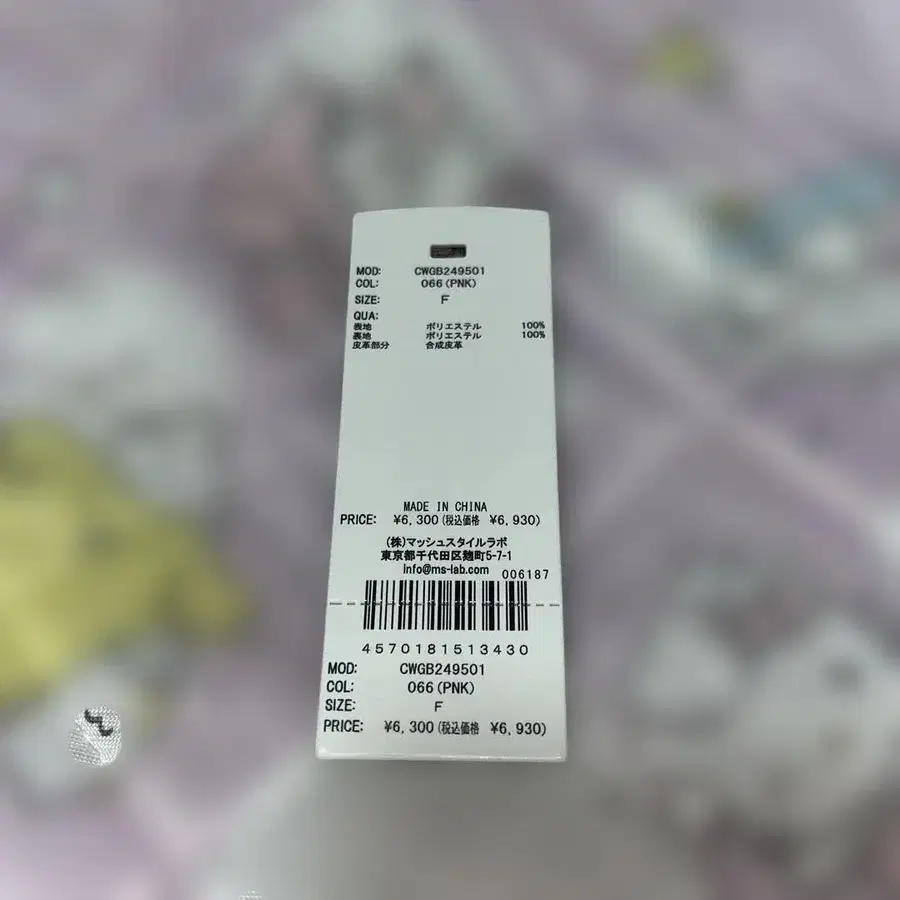 MOD: CWGB249501
COL: 066(PNK)
SIZE: F
QUA:
表地 ポリエステル 100%
裏地 ポリエステル 100%
皮革部分 合成皮革
MADE IN CHINA
PRICE: ¥6,300(税込価格 ¥6,930)
(株)マッシュスタイルラボ
東京都千代田区麹町5-7-1
info@ms-lab.com 006187
4570181513430
MOD: CWGB249501
COL: 066(PNK)
SIZE: F
PRICE: ¥6,300(税込価格 ¥6,930)